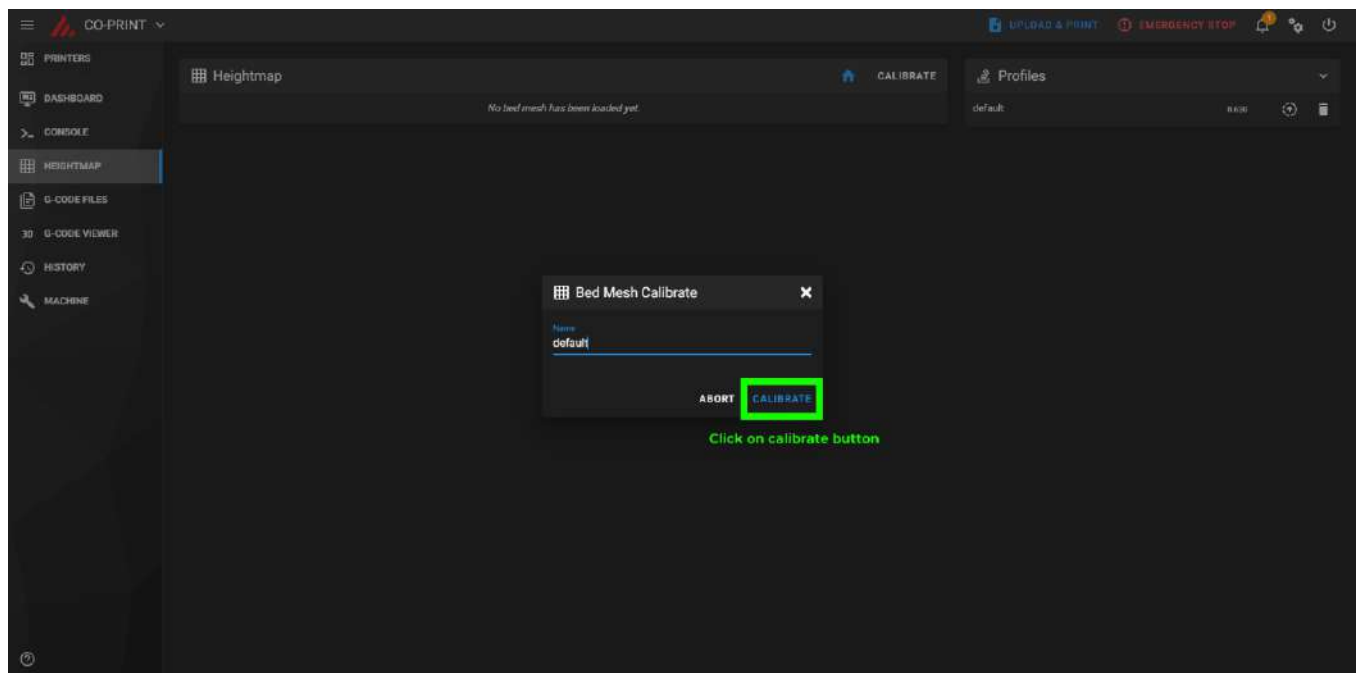 CO-PRINT
UPLOAD & PRINT
EMERGENCY STOP
PRINTERS
DASHBOARD
CONSOLE
HEIGHTMAP
G-CODE FILES
3D G-CODE VIEWER
HISTORY
MACHINE
Heightmap
CALIBRATE
No bed mesh has been loaded yet.
Profiles
default
Bed Mesh Calibrate
Name
default
ABORT
CALIBRATE
Click on calibrate button